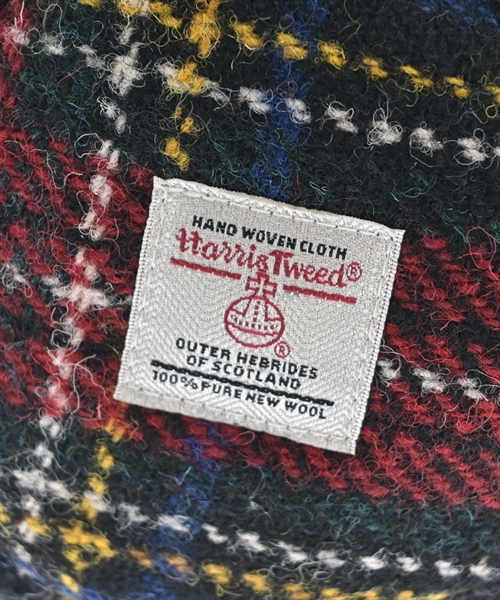 HAND WOVEN CLOTH
Harris Tweed®
®
OUTER HEBRIDES
OF SCOTLAND
100% PURE NEW WOOL